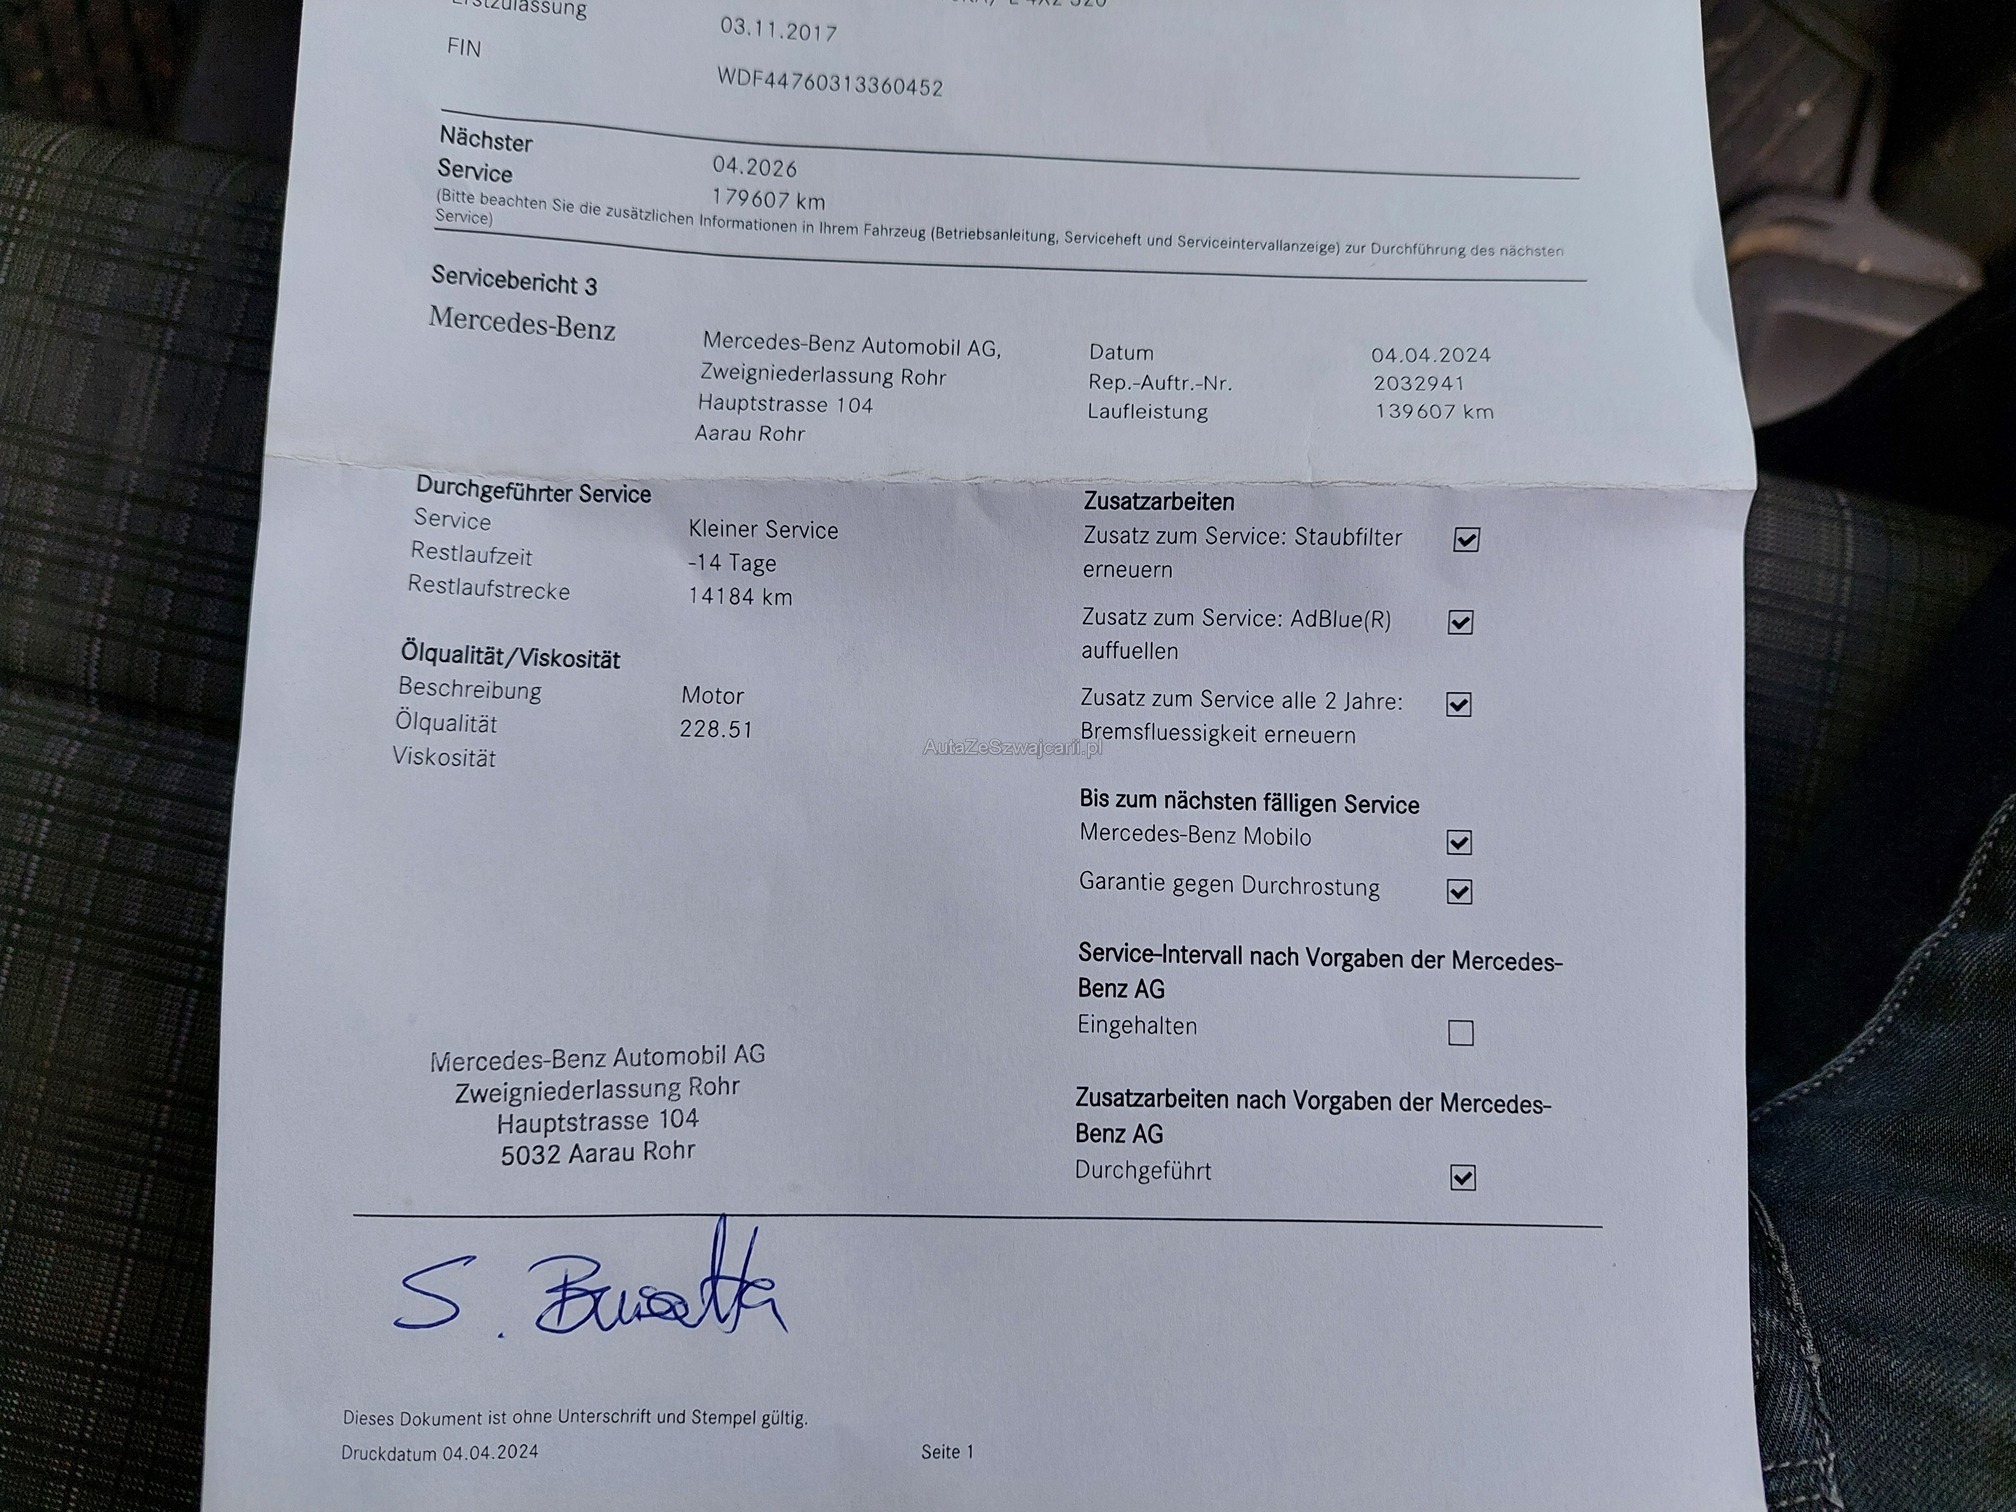 Erstzulassung
03.11.2017
FIN
WDF44760313360452
Nächster
Service
04.2026
179607 km
(Bitte beachten Sie die zusätzlichen Informationen in Ihrem Fahrzeug (Betriebsanleitung, Serviceheft und Serviceintervallanzeige) zur Durchführung des nächsten
Service)
Servicebericht 3
Mercedes-Benz
Mercedes-Benz Automobil AG,
Zweigniederlassung Rohr
Hauptstrasse 104
Aarau Rohr
Datum 04.04.2024
Rep.-Auftr.-Nr. 2032941
Laufleistung 139607 km
Durchgeführter Service
Service Kleiner Service
Restlaufzeit -14 Tage
Restlaufstrecke 14184 km
Ölqualität/Viskosität
Beschreibung Motor
Ölqualität 228.51
Viskosität
Zusatzarbeiten
Zusatz zum Service: Staubfilter
erneuern
Zusatz zum Service: AdBlue(R)
auffuellen
Zusatz zum Service alle 2 Jahre:
Bremsfluessigkeit erneuern
AutaZeSzwajcarii.pl
Bis zum nächsten fälligen Service
Mercedes-Benz Mobilo
Garantie gegen Durchrostung
Service-Intervall nach Vorgaben der Mercedes-
Benz AG
Eingehalten
Zusatzarbeiten nach Vorgaben der Mercedes-
Benz AG
Durchgeführt
Mercedes-Benz Automobil AG
Zweigniederlassung Rohr
Hauptstrasse 104
5032 Aarau Rohr
S.
Dieses Dokument ist ohne Unterschrift und Stempel gültig.
Druckdatum 04.04.2024
Seite 1